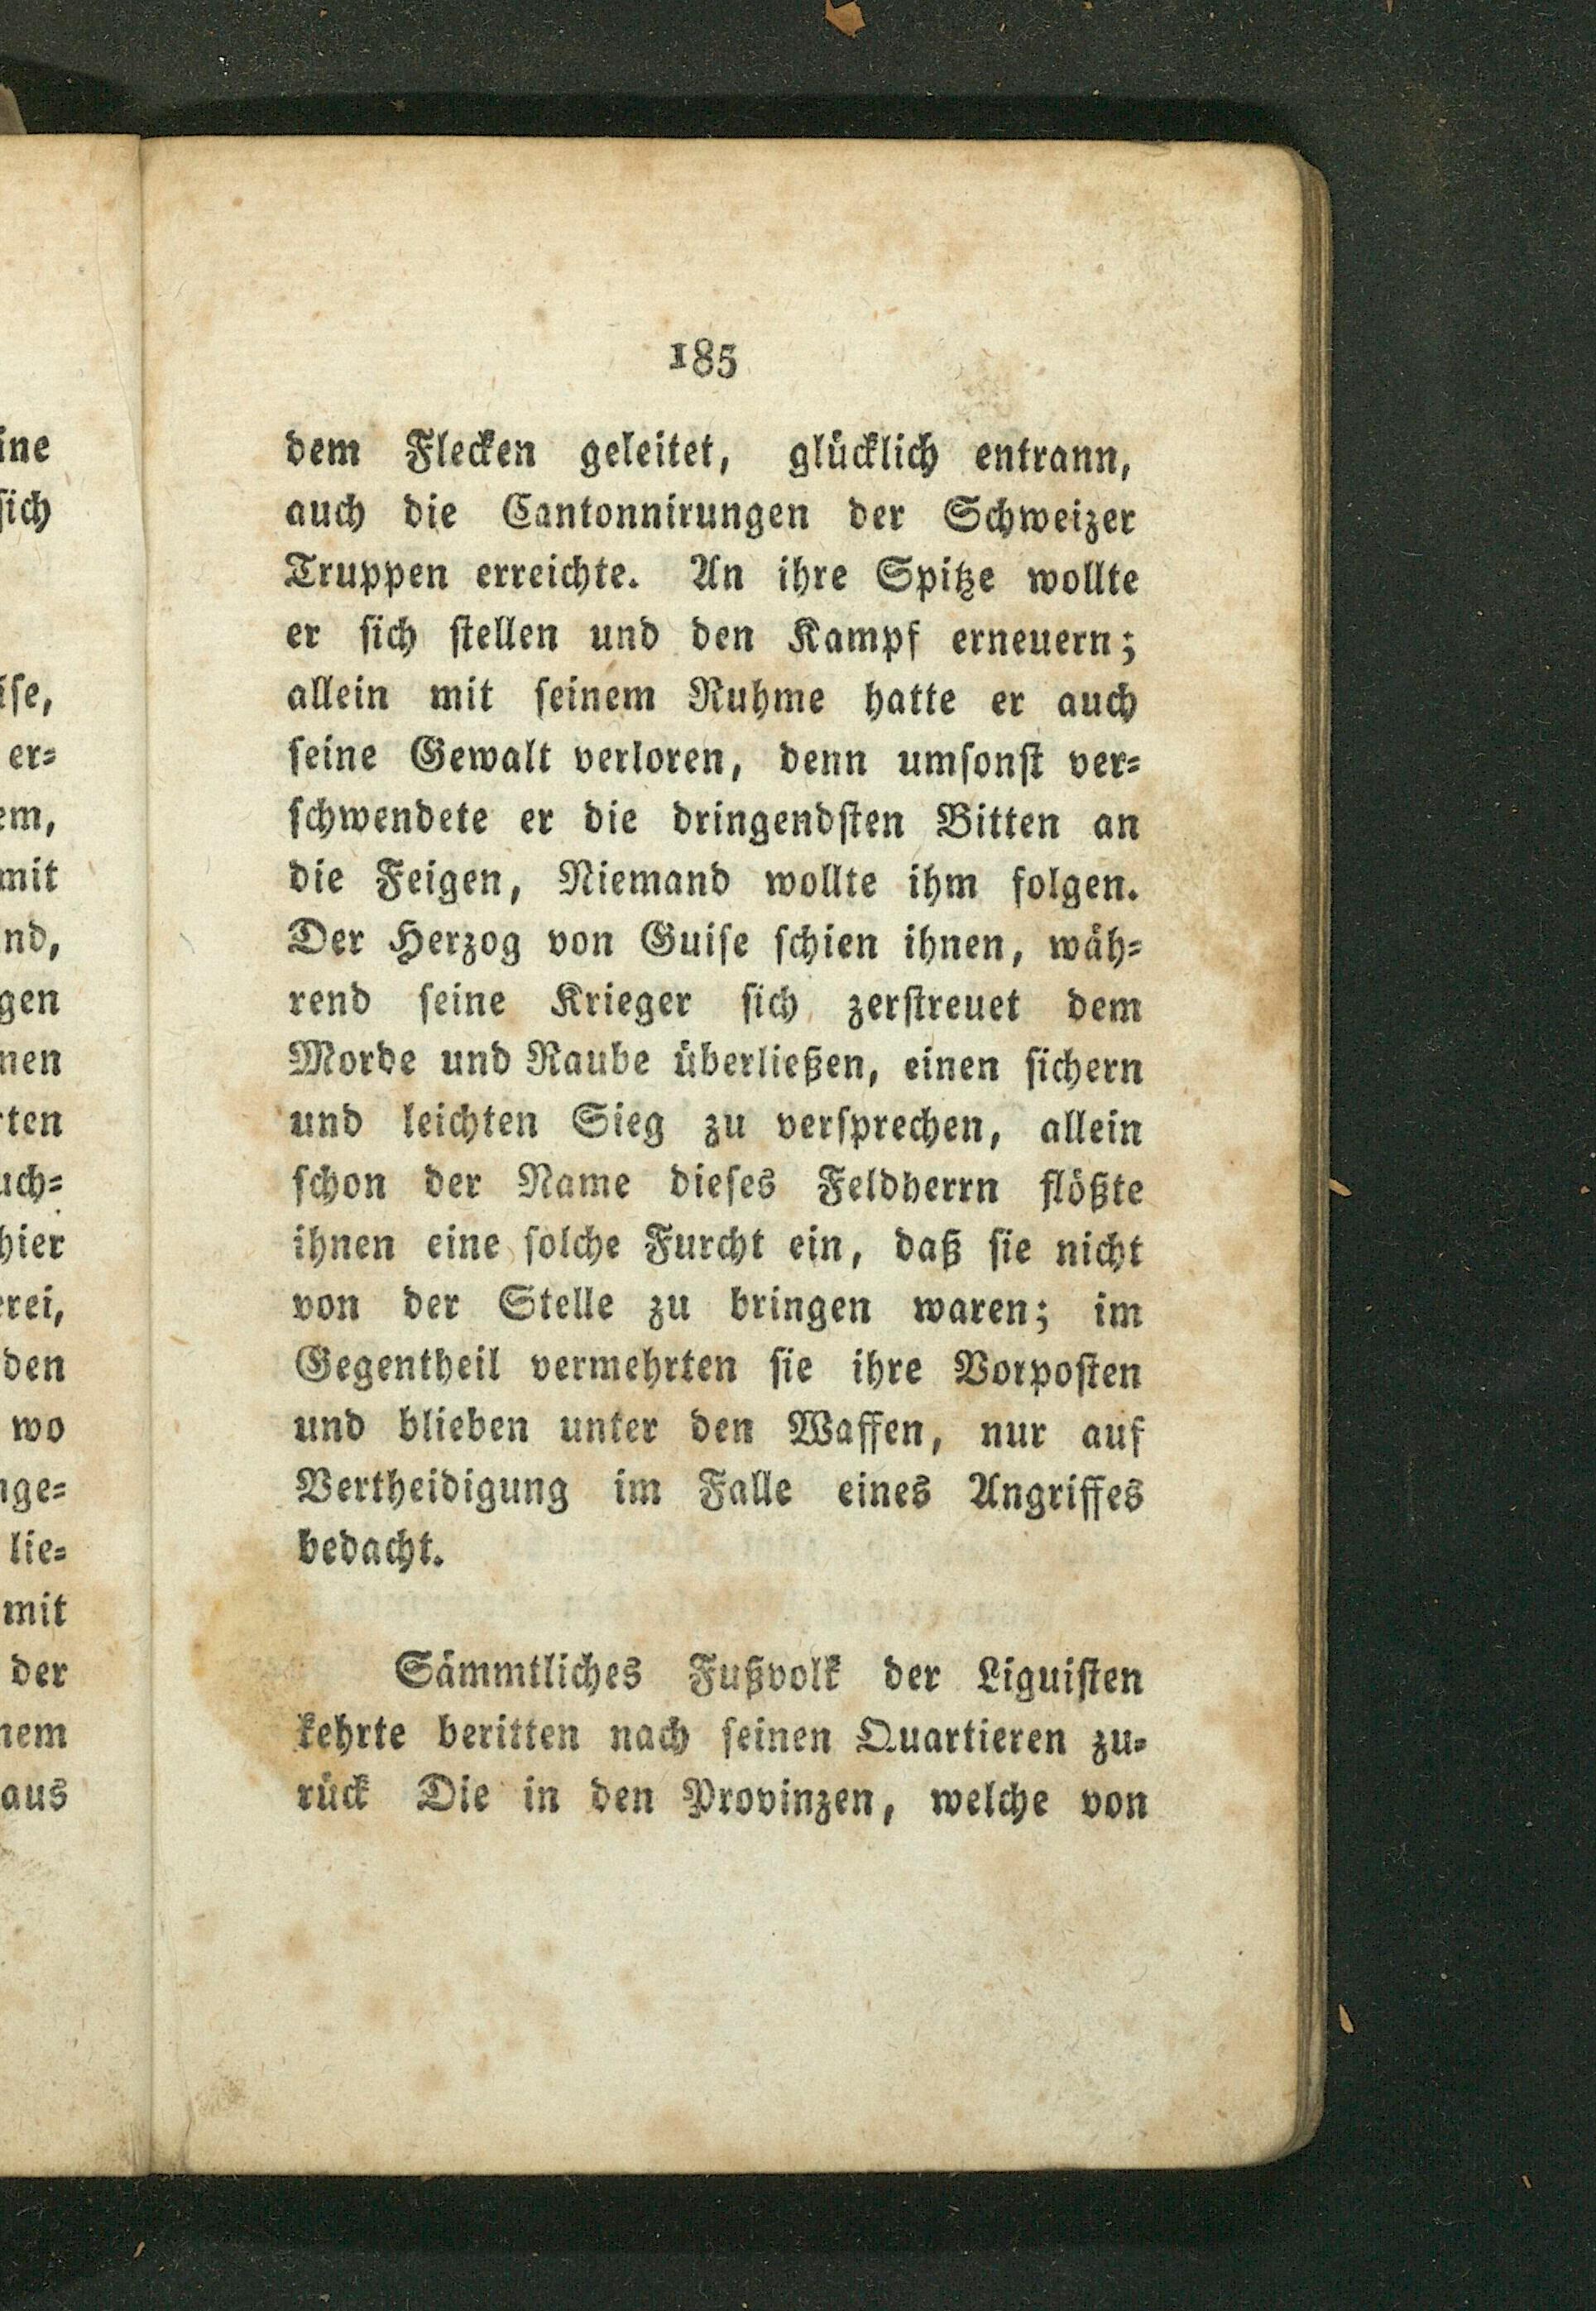 185
dem Flecken geleitet, glücklich entrann,
auch die Cantonnirungen der Schweizer
Truppen erreichte. An ihre Spitze wollte
er sich stellen und den Kampf erneuern;
allein mit seinem Ruhme hatte er auch
seine Gewalt verloren, denn umsonst ver-
schwendete er die dringendsten Bitten an
die Feigen, Niemand wollte ihm folgen.
Der Herzog von Guise schien ihnen, wäh-
rend seine Krieger sich zerstreuet dem
Morde und Raube überließen, einen sichern
und leichten Sieg zu versprechen, allein
schon der Name dieses Feldherrn flößte
ihnen eine solche Furcht ein, daß sie nicht
von der Stelle zu bringen waren; im
Gegentheil vermehrten sie ihre Vorposten
und blieben unter den Waffen, nur auf
Vertheidigung im Falle eines Angriffes
bedacht.
Sämmtliches Fußvolk der Liguisten
kehrte beritten nach seinen Quartieren zu-
rück Die in den Provinzen, welche von